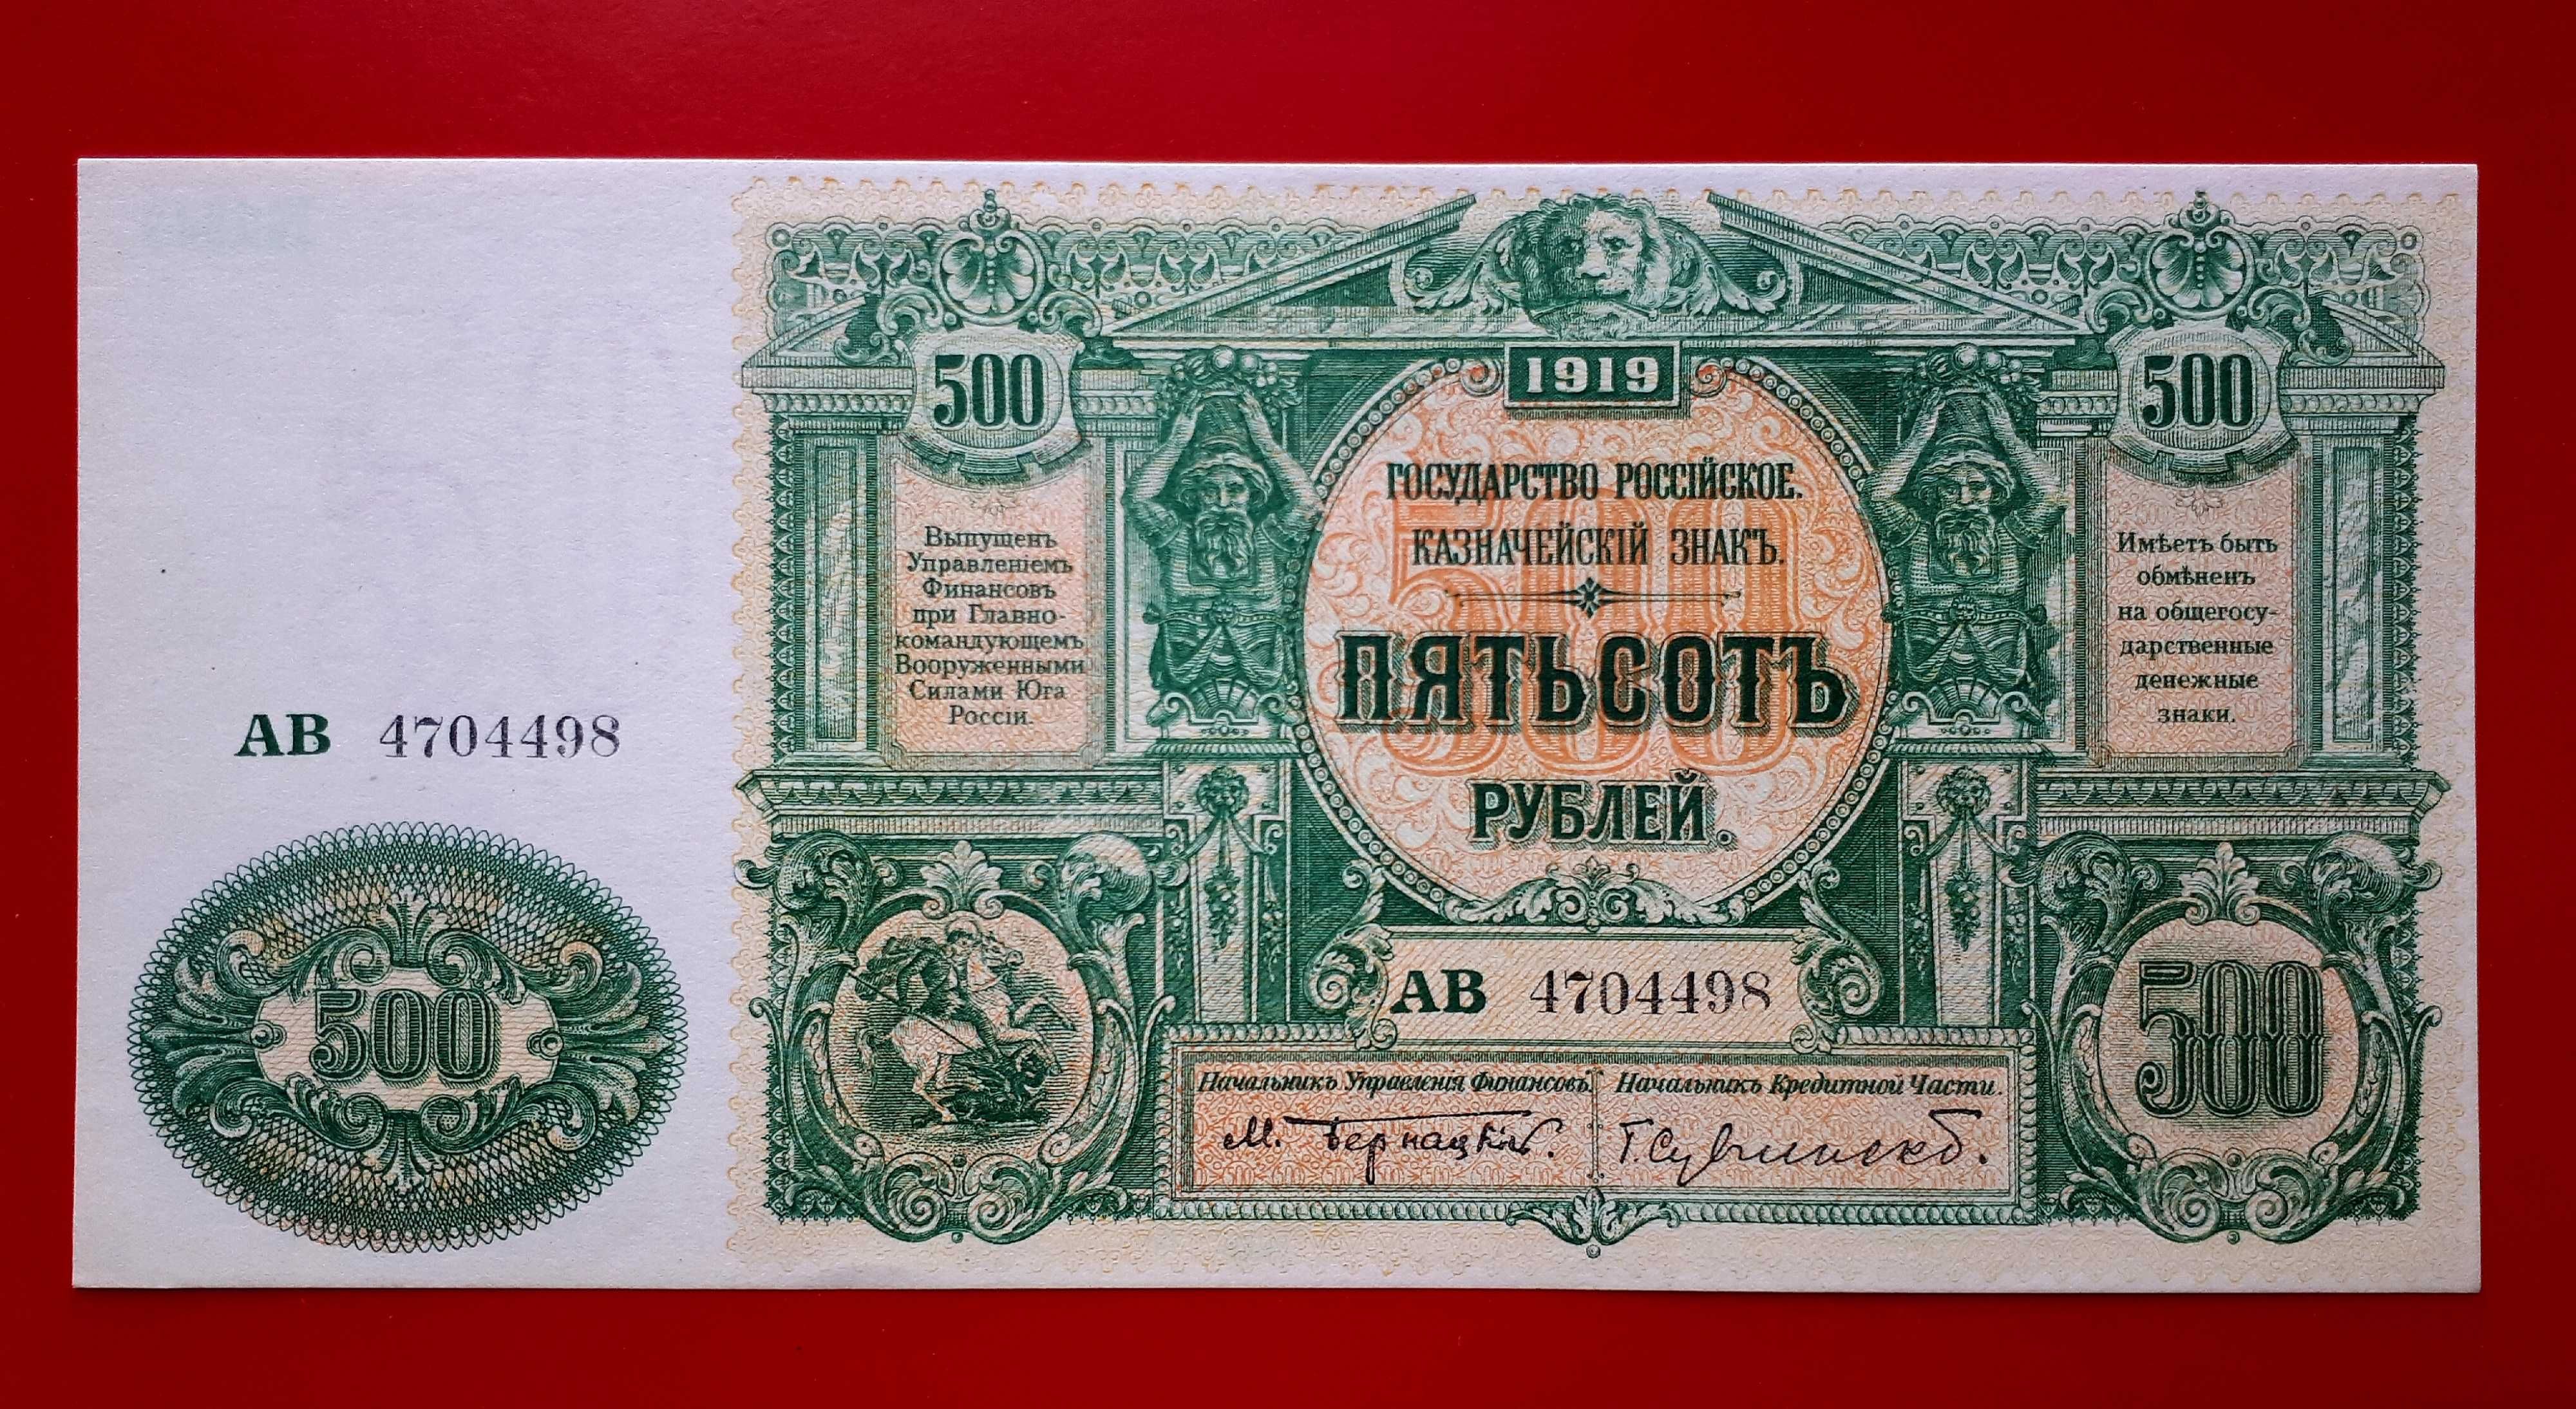 500
1919
500
ГОСУДАРСТВО РОССІЙСКОЕ.
КАЗНАЧЕЙСКІЙ ЗНАКЪ.
500
ПЯТЬСОТЪ
РУБЛЕЙ.
Выпущенъ
Управленіемъ
Финансовъ
при Главно-
командующемъ
Вооруженными
Силами Юга
Россіи.
Имѣетъ быть
обмѣненъ
на общегосу-
дарственные
денежные
знаки.
АВ 4704498
АВ 4704498
500
500
Начальникъ Управленія Финансовъ.
М. Бернацкій.
Начальникъ Кредитной Части.